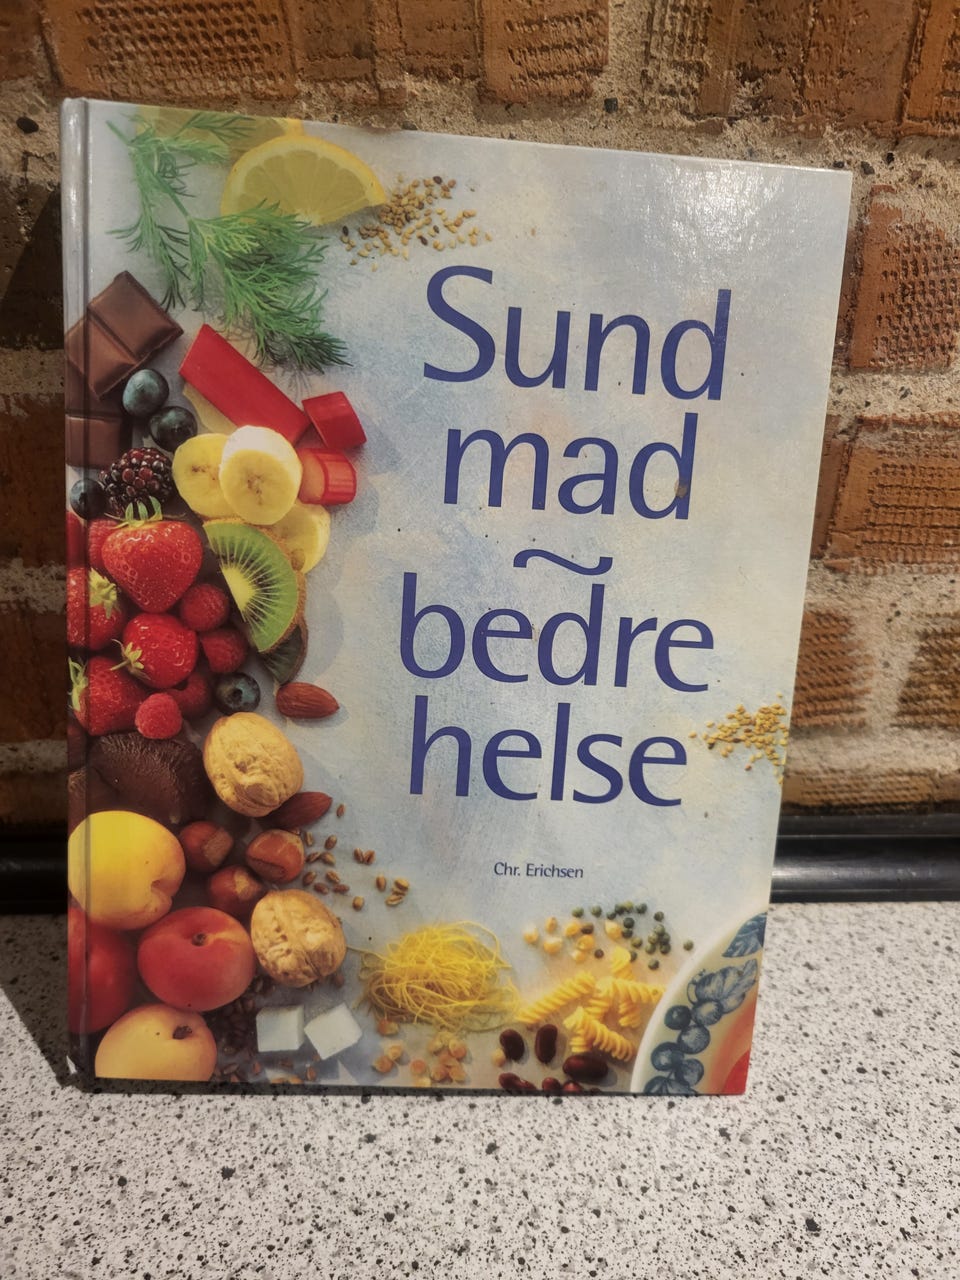 Sund
mad
~
bedre
helse
Chr. Erichsen